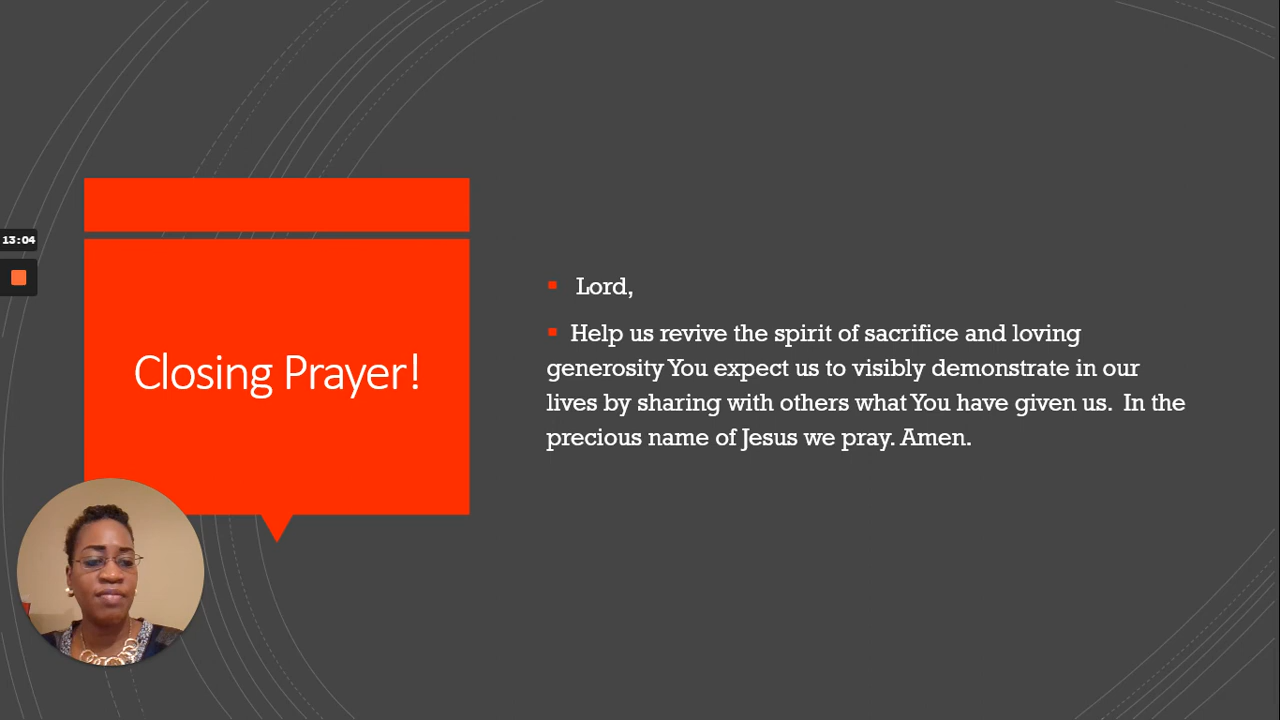 13:04
Closing Prayer!
Lord,
Help us revive the spirit of sacrifice and loving
generosity You expect us to visibly demonstrate in our
lives by sharing with others what You have given us.  In the
precious name of Jesus we pray. Amen.